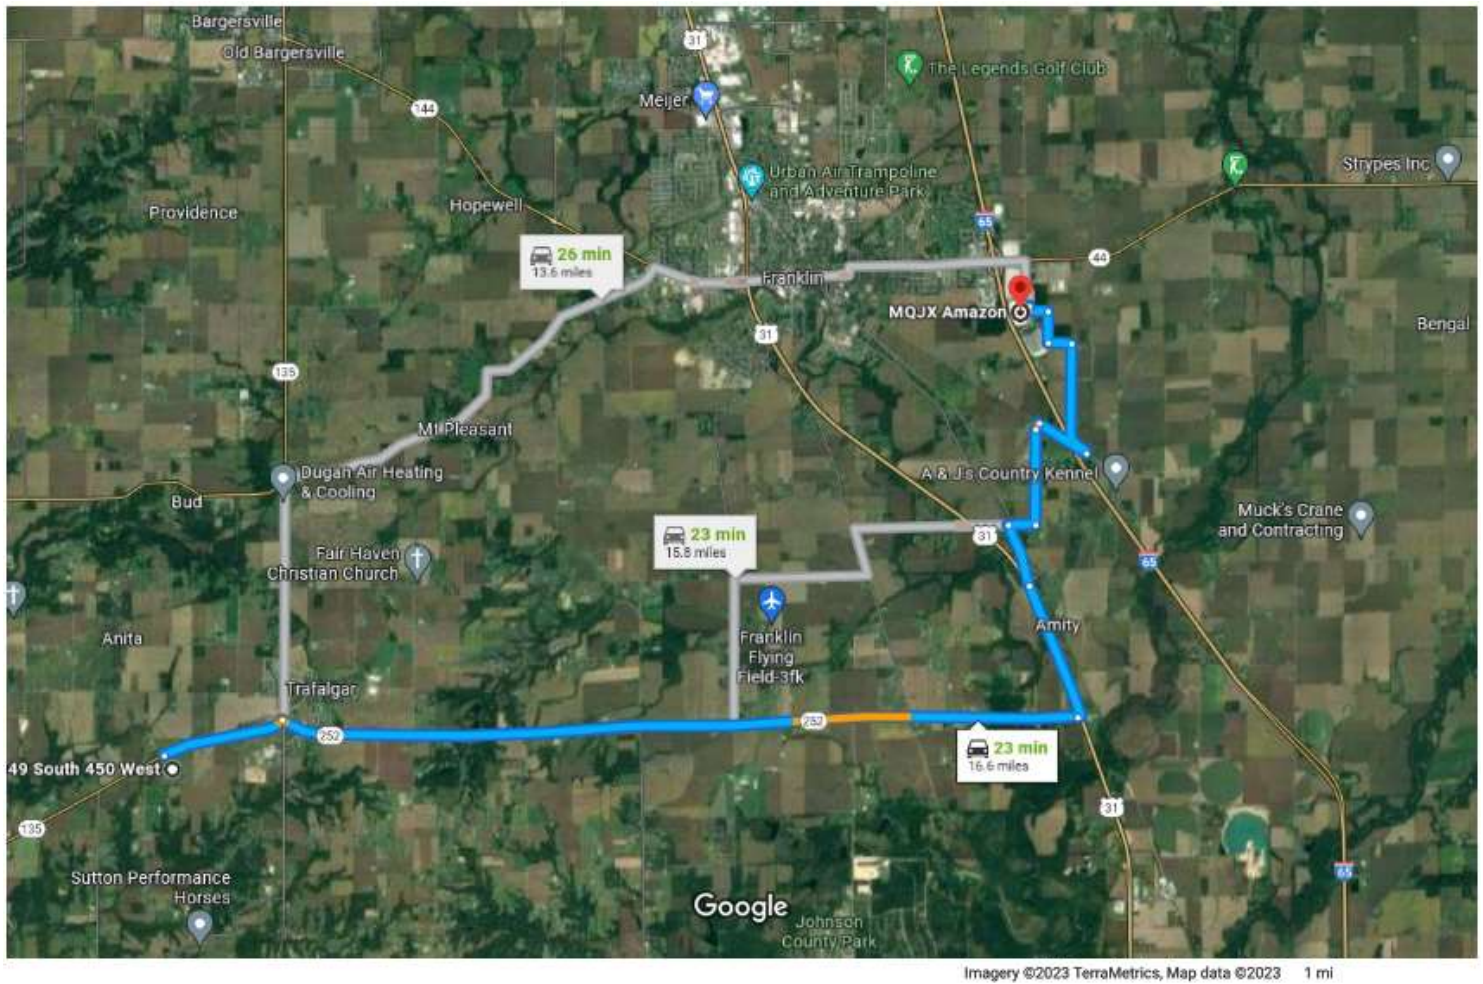 Bargersville
Old Bargersville
31
The Legends Golf Club
Meijer
144
Strypes Inc
Urban Air Trampoline
and Adventure Park
Hopewell
Providence
65
26 min
13.6 miles
44
Franklin
MQJX Amazon
Bengal
31
135
Mt Pleasant
Dugan Air Heating
& Cooling
A & J's Country Kennel
Bud
Muck's Crane
and Contracting
23 min
15.8 miles
31
Fair Haven
Christian Church
65
Anita
Amity
Franklin
Flying
Field-3fk
Trafalgar
252
252
23 min
16.6 miles
49 South 450 West
31
135
65
Sutton Performance
Horses
Google
Johnson
County Park
Imagery ©2023 TerraMetrics, Map data ©2023 1 mi